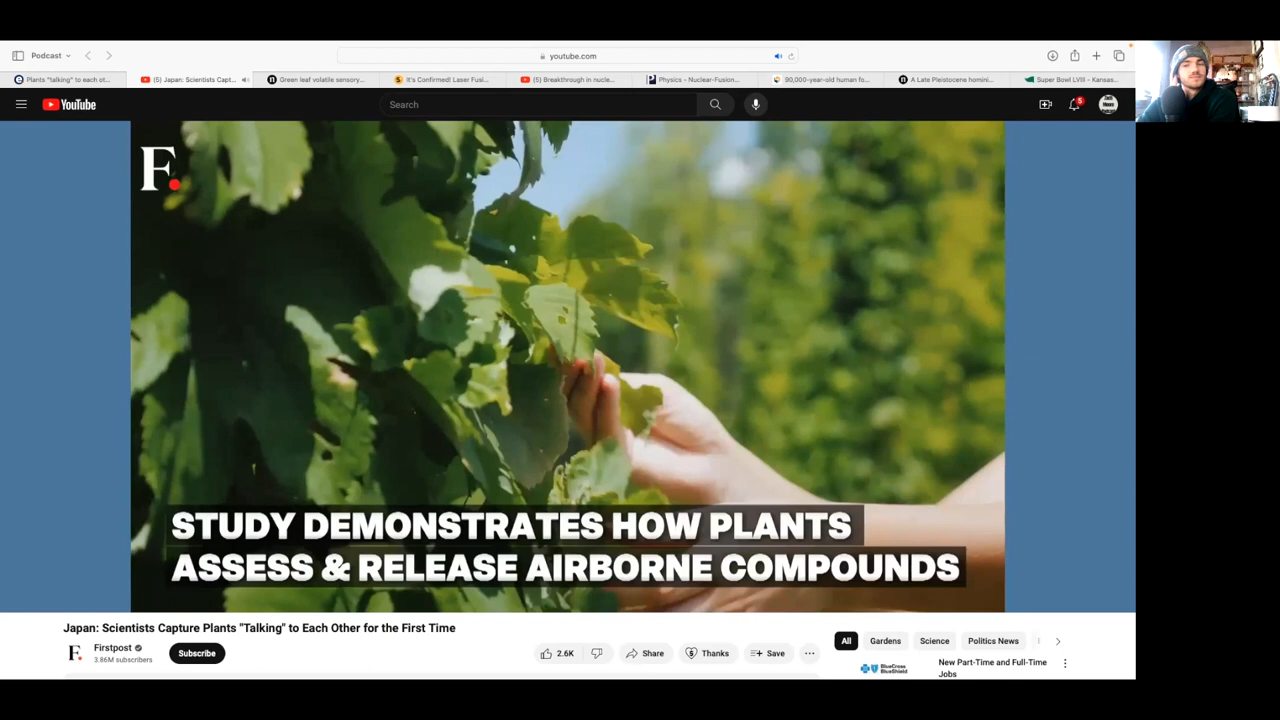 Podcast
youtube.com
Plants "talking" to each ot...
(5) Japan: Scientists Capt...
Green leaf volatile sensory...
It's Confirmed! Laser Fusi...
(5) Breakthrough in nucle...
Physics - Nuclear-Fusion...
90,000-year-old human fo...
A Late Pleistocene homini...
Super Bowl LVIII - Kansas...
YouTube
Search
5
F
STUDY DEMONSTRATES HOW PLANTS
ASSESS & RELEASE AIRBORNE COMPOUNDS
Japan: Scientists Capture Plants "Talking" to Each Other for the First Time
F
Firstpost
3.86M subscribers
Subscribe
2.6K
Share
Thanks
Save
All
Gardens
Science
Politics News
BlueCross
BlueShield
New Part-Time and Full-Time
Jobs